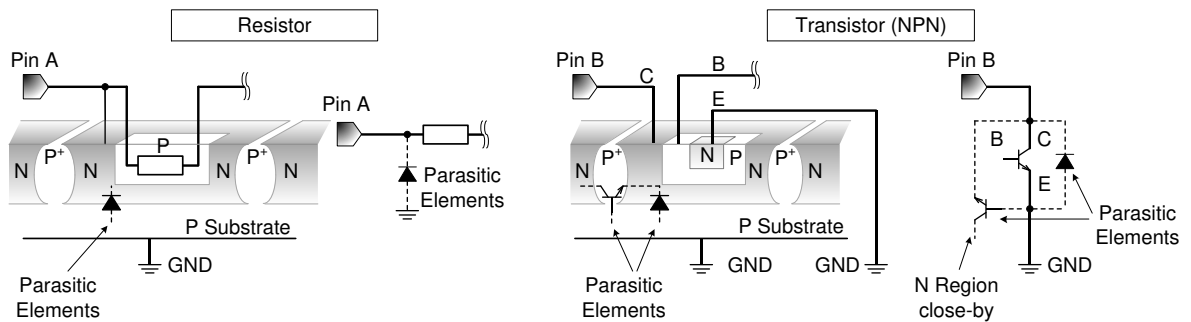 Resistor
Transistor (NPN)
Pin A
Pin A
P
N
P+
N
P+
N
N
Parasitic
Elements
P Substrate
GND
Parasitic
Elements
Pin B
C
B
E
N
P+
N
N
P
P+
N
N
P Substrate
GND
GND
Parasitic
Elements
Pin B
B
C
E
Parasitic
Elements
GND
N Region
close-by